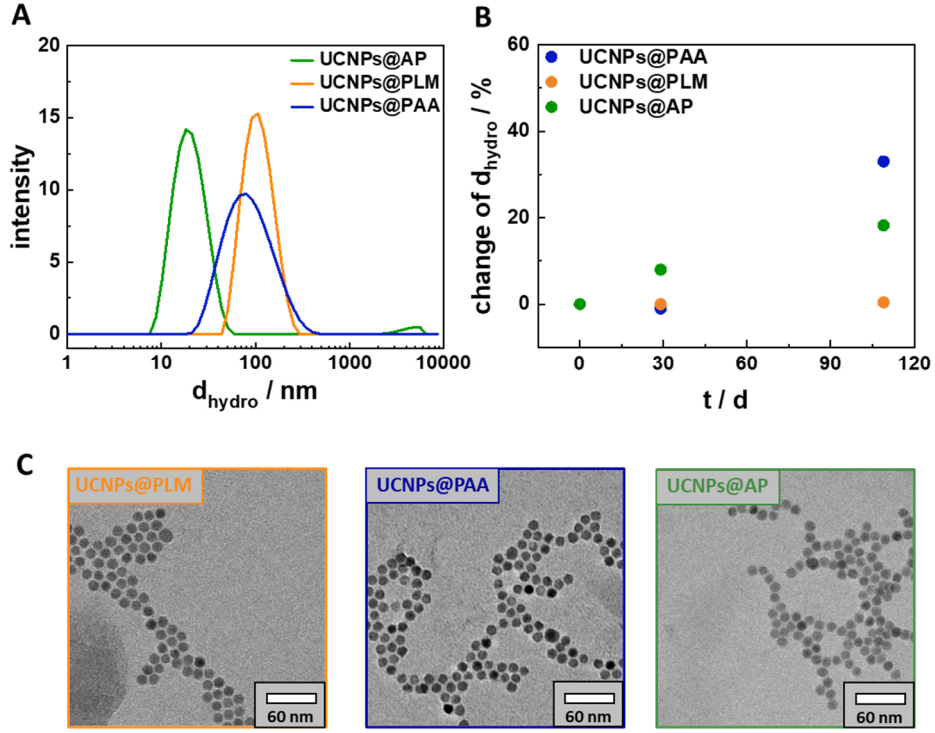 A
20
15
10
5
0
intensity
UCNPs@AP
UCNPs@PLM
UCNPs@PAA
1
10
100
1000
10000
dhydro / nm
B
60
40
20
0
change of dhydro / %
UCNPs@PAA
UCNPs@PLM
UCNPs@AP
0
30
60
90
120
t / d
C
UCNPs@PLM
60 nm
UCNPs@PAA
60 nm
UCNPs@AP
60 nm